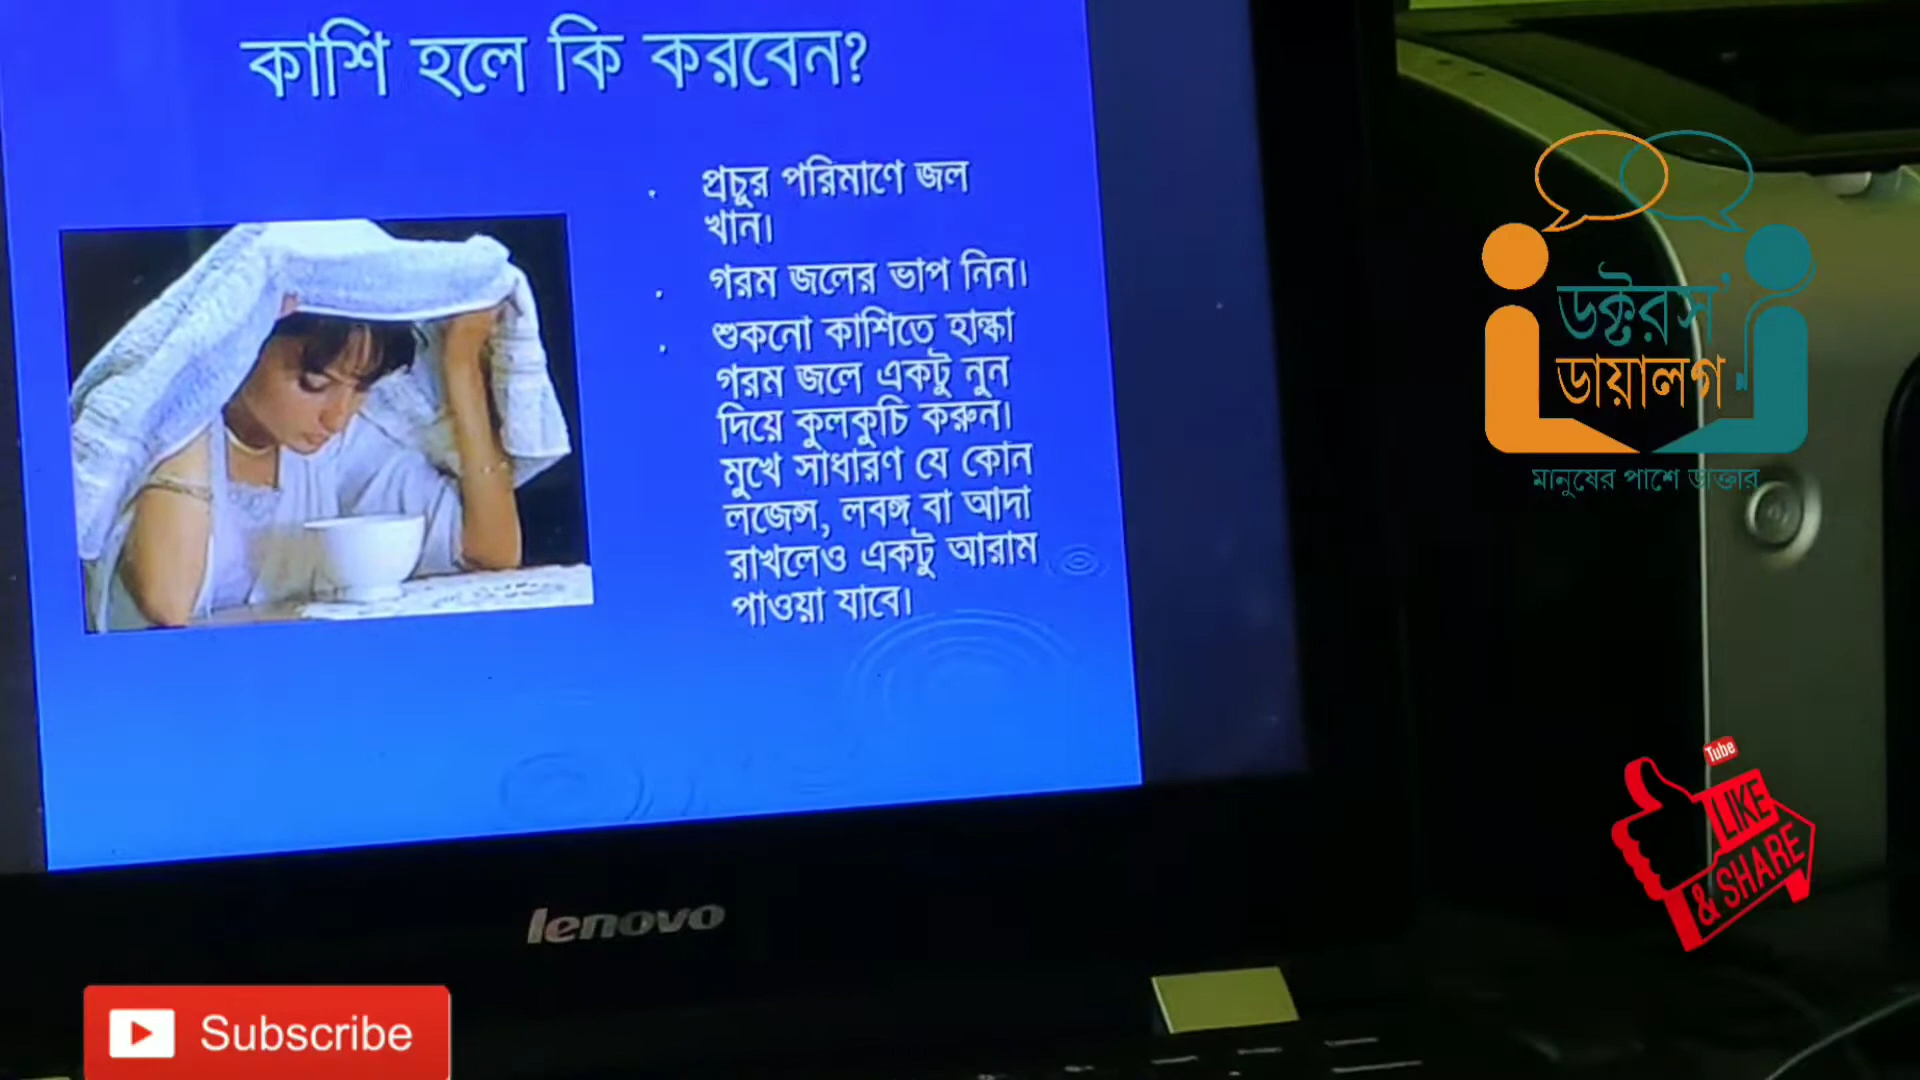 কাশি হলে কি করবেন?
. প্রচুর পরিমাণে জল
খান।
. গরম জলের ভাপ নিন।
. শুকনো কাশিতে হাল্কা
গরম জলে একটু নুন
দিয়ে কুলকুচি করুন।
মুখে সাধারণ যে কোন
লজেন্স, লবঙ্গ বা আদা
রাখলেও একটু আরাম
পাওয়া যাবে।
ডক্টরস'
ডায়ালগ
মানুষের পাশে ডাক্তার
Tube
LIKE
& SHARE
lenovo
Subscribe